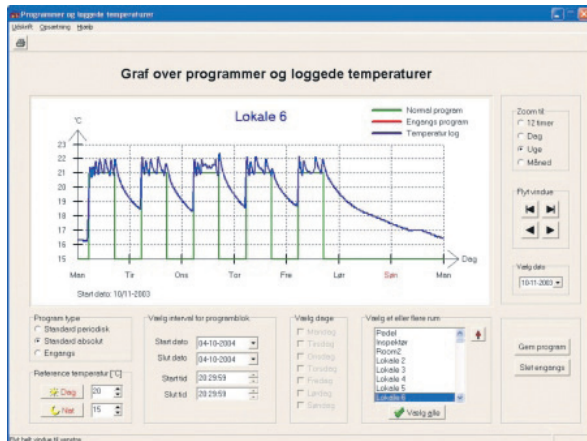 Programmer og loggede temperaturer
Udskrift Opsætning Hjælp
Graf over programmer og loggede temperaturer
°C
Lokale 6
Normal program
Engangs program
Temperatur log
23
22
21
20
19
18
17
16
15
Man Tir Ons Tor Fre Lør Søn Man
Dag
Start dato: 10/11-2003
Zoom til
12 timer
Dag
Uge
Måned
Flyt vindue
Vælg dato
10-11-2003
Program type
Standard periodisk
Standard absolut
Engangs
Reference temperatur [°C]
Dag 20
Nat 15
Vælg interval for programblok
Start dato 04-10-2004
Slut dato 04-10-2004
Start tid 20:29:59
Slut tid 20:29:59
Vælg dage
Mandag
Tirsdag
Onsdag
Torsdag
Fredag
Lørdag
Søndag
Vælg et eller flere rum:
Pedel
Inspektør
Room2
Lokale 2
Lokale 3
Lokale 4
Lokale 5
Lokale 6
Vælg alle
Gem program
Slet engangs
Flyt helt vindue til venstre